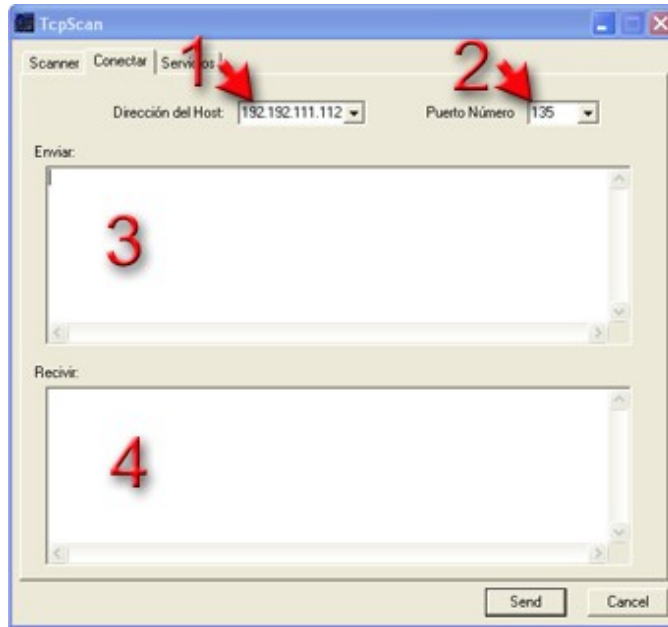 TcpScan
Scanner Conectar Servicios
1 2
Dirección del Host: 192.192.111.112 Puerto Número 135
Enviar:
3
Recivir:
4
Send Cancel